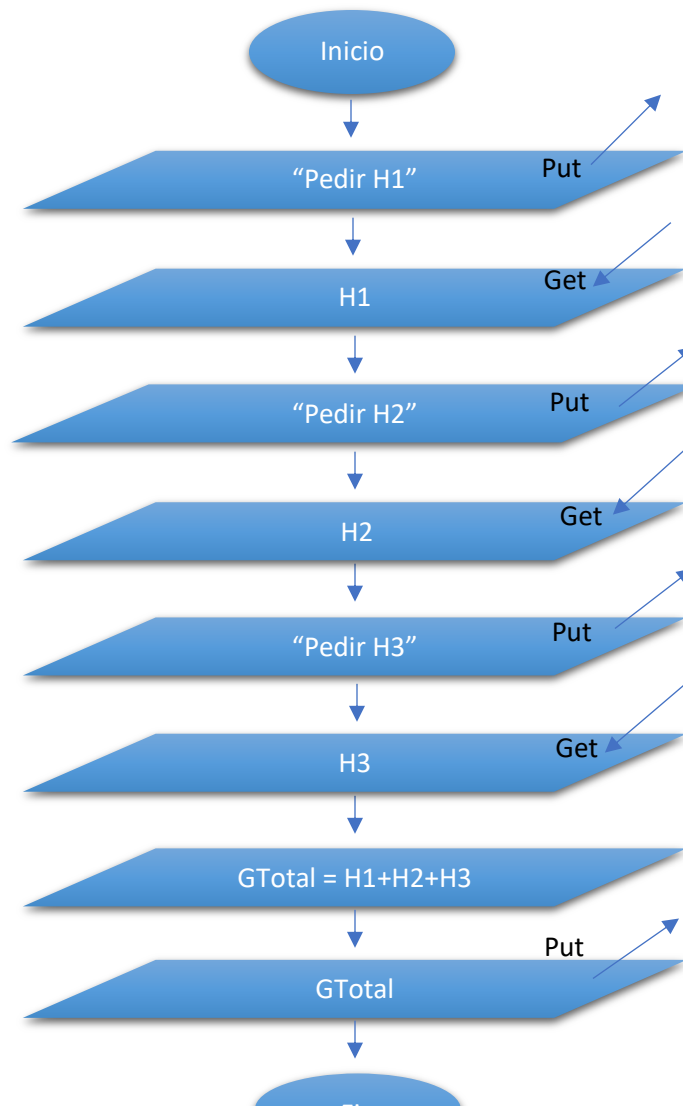 Inicio
“Pedir H1”
Put
H1
Get
“Pedir H2”
Put
H2
Get
“Pedir H3”
Put
H3
Get
GTotal = H1+H2+H3
GTotal
Put